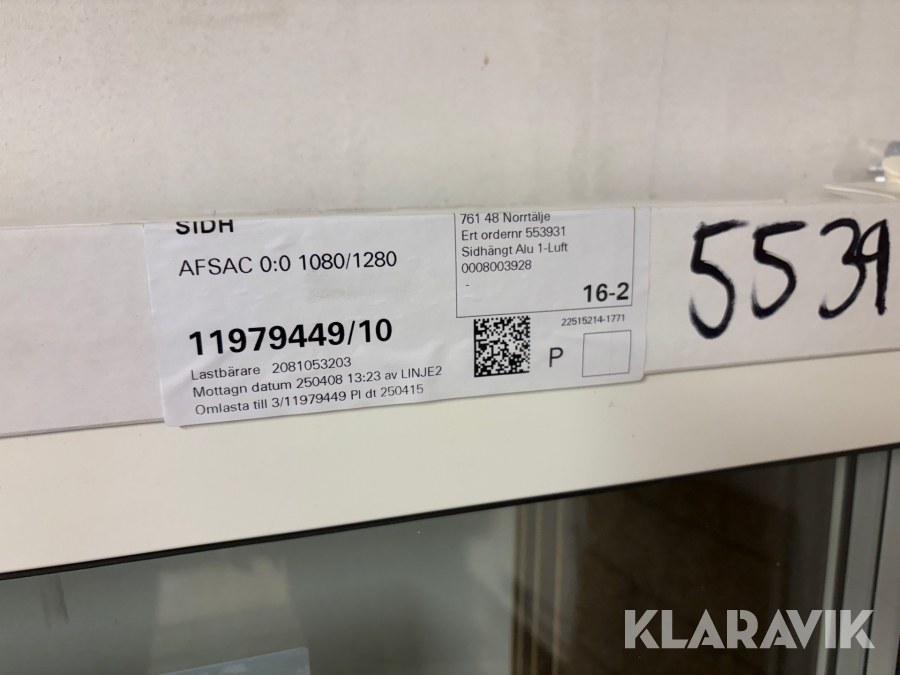 SIDH
AFSAC 0:0 1080/1280
11979449/10
Lastbärare 2081053203
Mottagn datum 250408 13:23 av LINJE2
Omlasta till 3/11979449 Pl dt 250415
761 48 Norrtälje
Ert ordernr 553931
Sidhängt Alu 1-Luft
0008003928
-
16-2
22515214-1771
P
5539
KLARAVIK